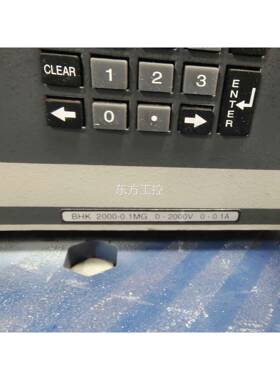 CLEAR 1 2 3 ENTER
← 0 • →
东方工控
BHK 2000-0.1MG 0-2000V 0-0.1A